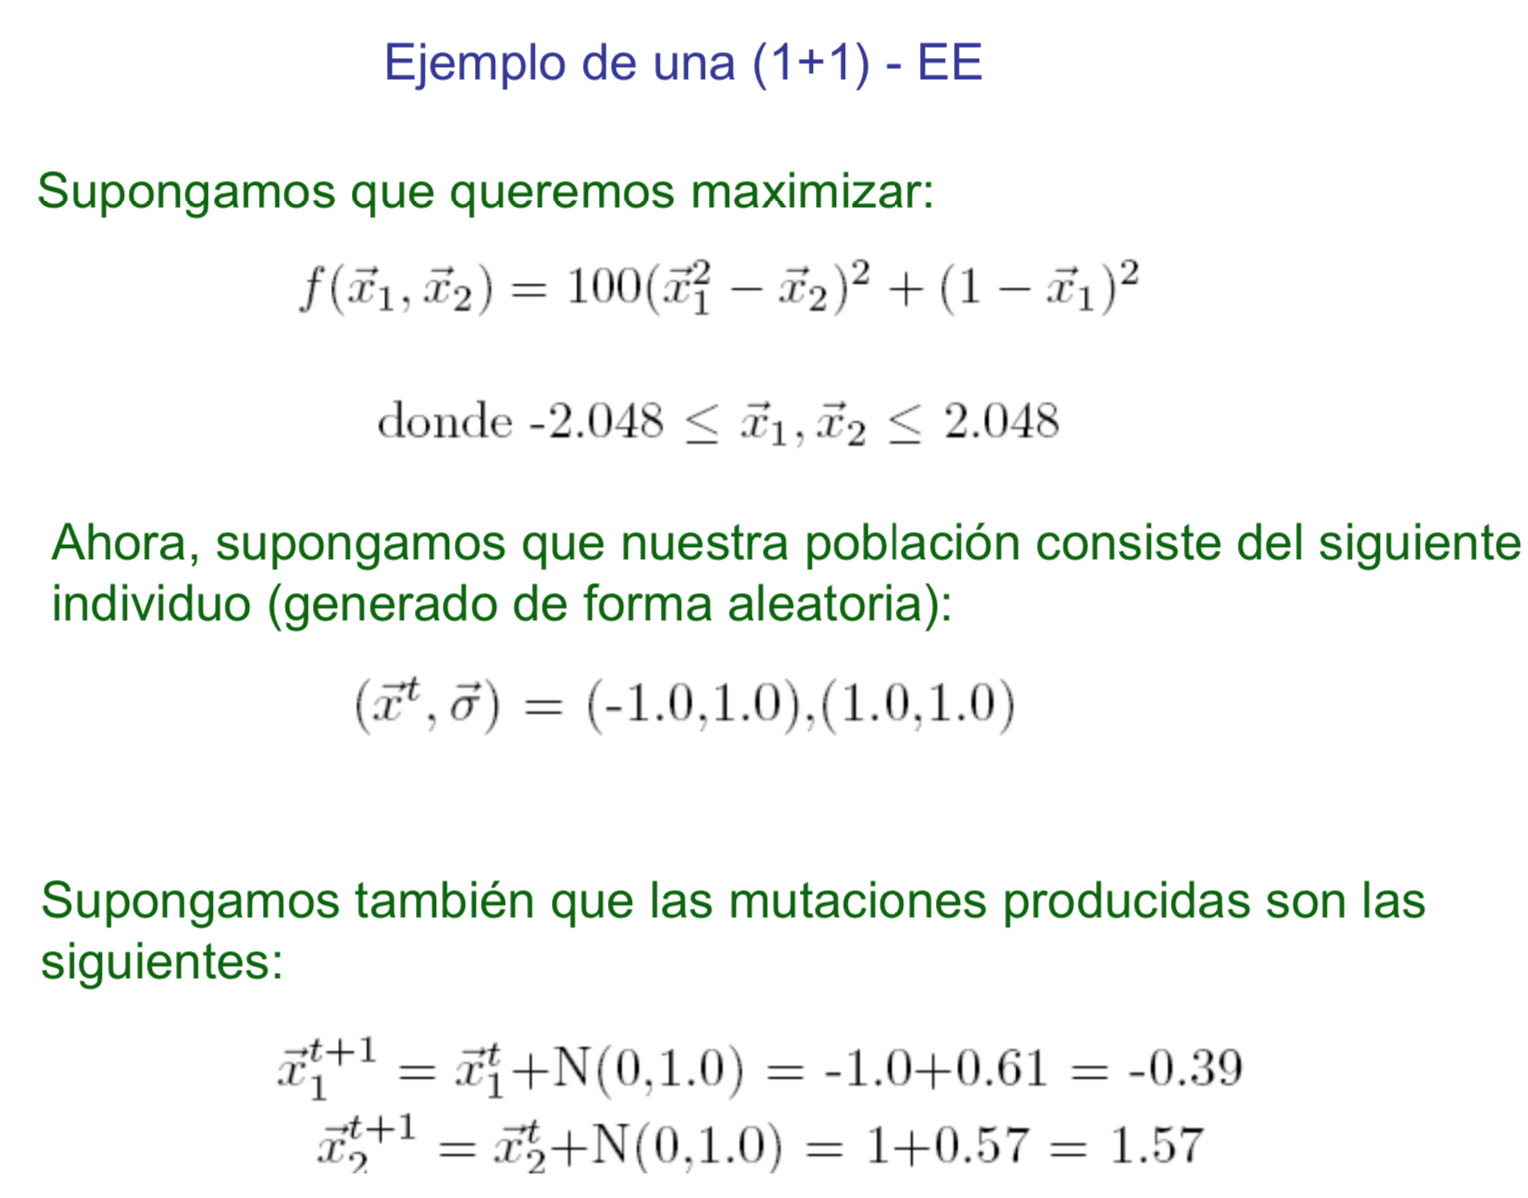 Ejemplo de una (1+1) - EE
Supongamos que queremos maximizar:
$f(\vec{x}_1, \vec{x}_2) = 100(\vec{x}_1^2 - \vec{x}_2)^2 + (1 - \vec{x}_1)^2$
donde -2.048 ≤ $\vec{x}_1, \vec{x}_2$ ≤ 2.048
Ahora, supongamos que nuestra población consiste del siguiente
individuo (generado de forma aleatoria):
$(\vec{x}^t, \vec{\sigma})$ = (-1.0,1.0),(1.0,1.0)
Supongamos también que las mutaciones producidas son las
siguientes:
$\vec{x}_1^{t+1} = \vec{x}_1^t$+N(0,1.0) = -1.0+0.61 = -0.39
$\vec{x}_2^{t+1} = \vec{x}_2^t$+N(0,1.0) = 1+0.57 = 1.57